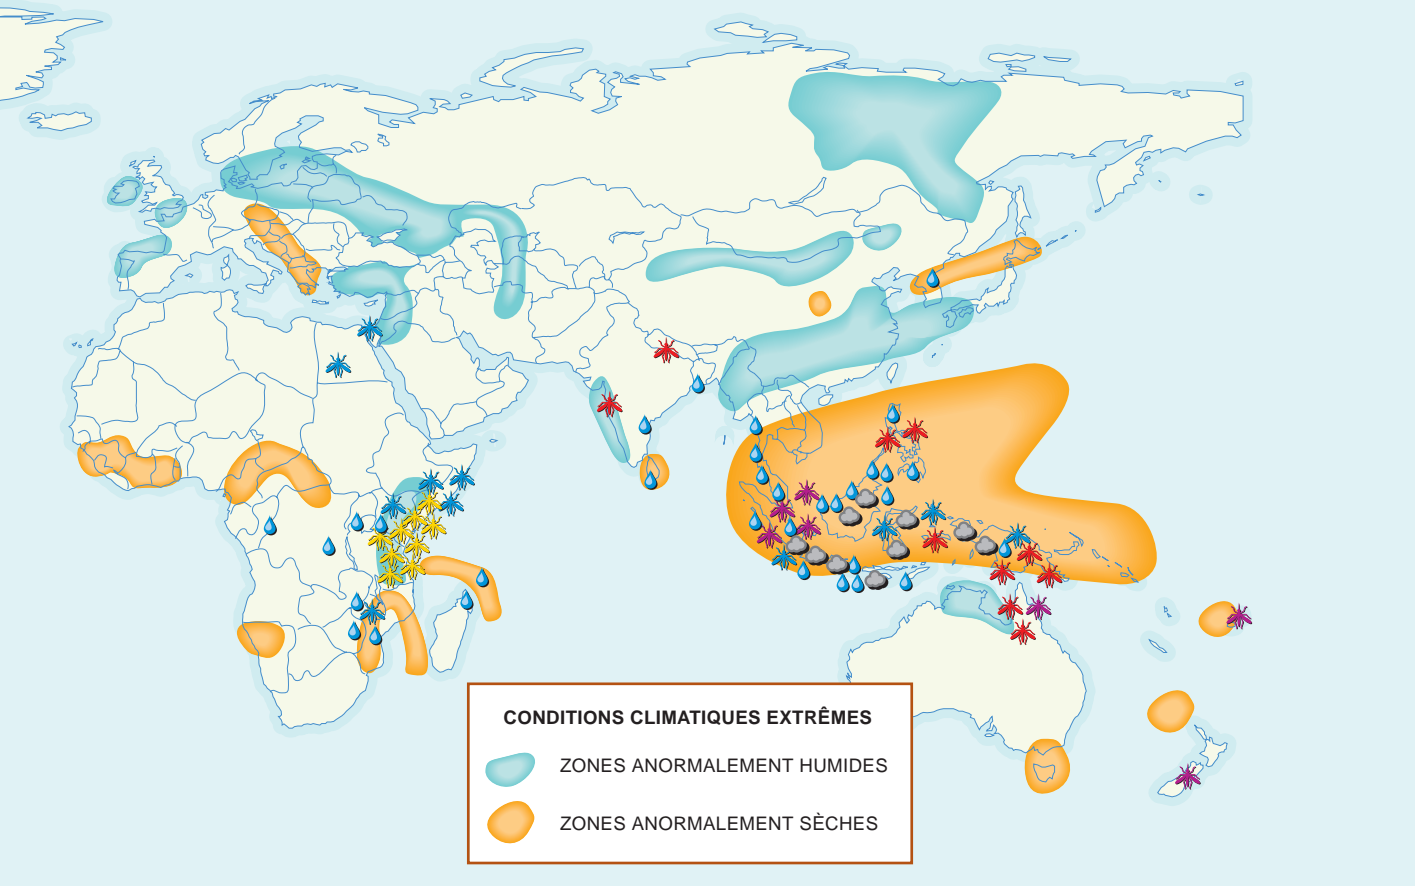 CONDITIONS CLIMATIQUES EXTRÊMES
ZONES ANORMALEMENT HUMIDES
ZONES ANORMALEMENT SÈCHES